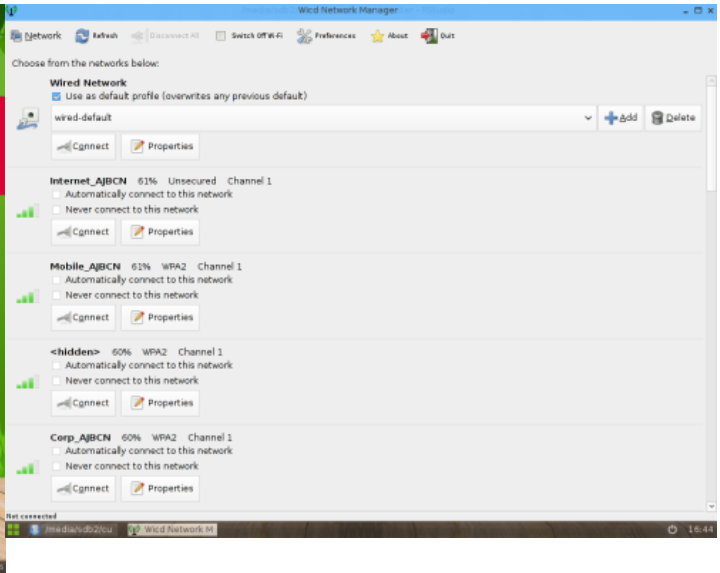 Wicd Network Manager
Network Refresh Disconnect All Switch Off Wi-Fi Preferences About Quit
Choose from the networks below:
Wired Network
Use as default profile (overwrites any previous default)
wired-default Add Delete
Connect Properties
Internet_AJBCN 61% Unsecured Channel 1
Automatically connect to this network
Never connect to this network
Connect Properties
Mobile_AJBCN 61% WPA2 Channel 1
Automatically connect to this network
Never connect to this network
Connect Properties
<hidden> 60% WPA2 Channel 1
Automatically connect to this network
Never connect to this network
Connect Properties
Corp_AJBCN 60% WPA2 Channel 1
Automatically connect to this network
Never connect to this network
Connect Properties
Not connected
/media/sdb2/cu Wicd Network M 16:44